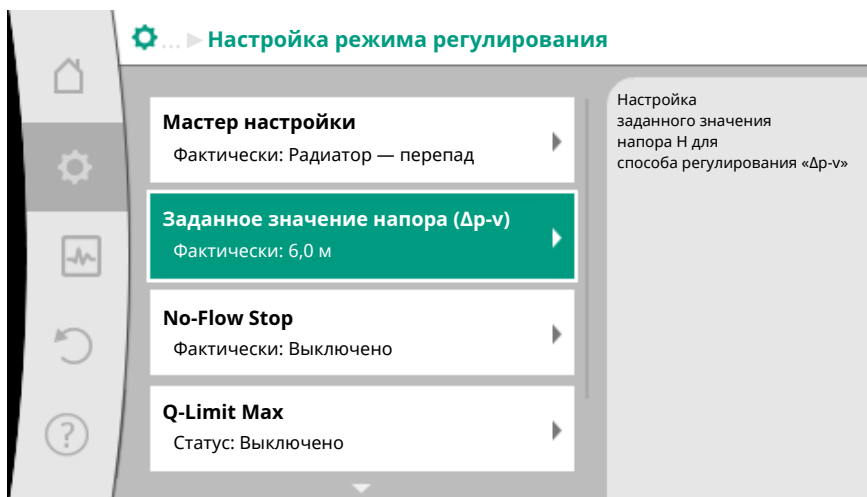 ... Настройка режима регулирования
Мастер настройки
Фактически: Радиатор — перепад
Заданное значение напора (Δp-v)
Фактически: 6,0 м
No-Flow Stop
Фактически: Выключено
Q-Limit Max
Статус: Выключено
Настройка
заданного значения
напора H для
способа регулирования «Δp-v»
?